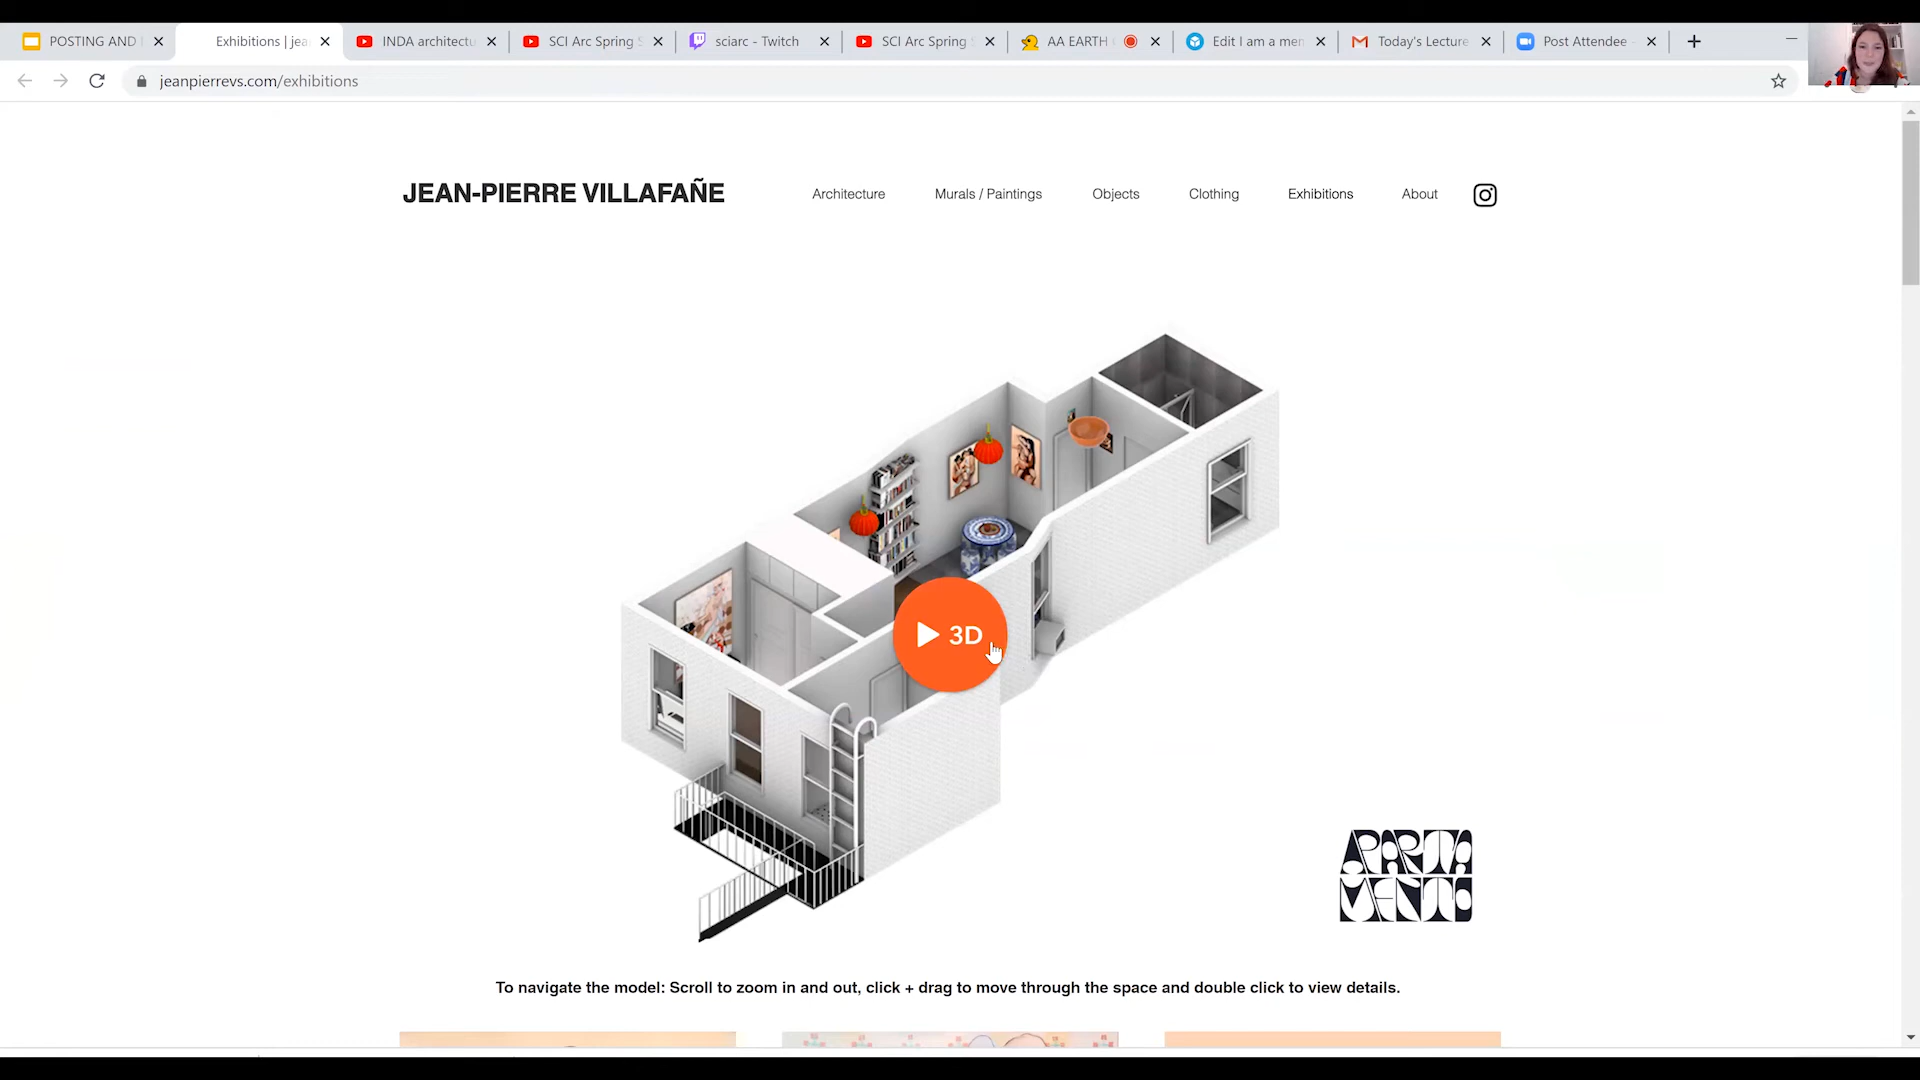 POSTING AND
Exhibitions | jea
INDA architectu
SCI Arc Spring S
sciarc - Twitch
SCI Arc Spring S
AA EARTH
Edit I am a mem
Today's Lecture
Post Attendee -
jeanpierrevs.com/exhibitions
JEAN-PIERRE VILLAFAÑE
Architecture
Murals / Paintings
Objects
Clothing
Exhibitions
About
3D
APARTA
MENTO
To navigate the model: Scroll to zoom in and out, click + drag to move through the space and double click to view details.